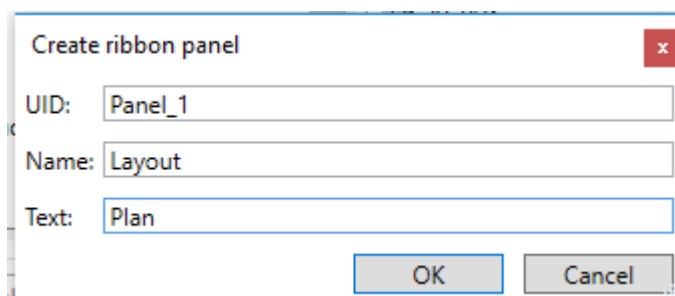 Create ribbon panel
x
UID: Panel_1
Name: Layout
Text: Plan
OK Cancel